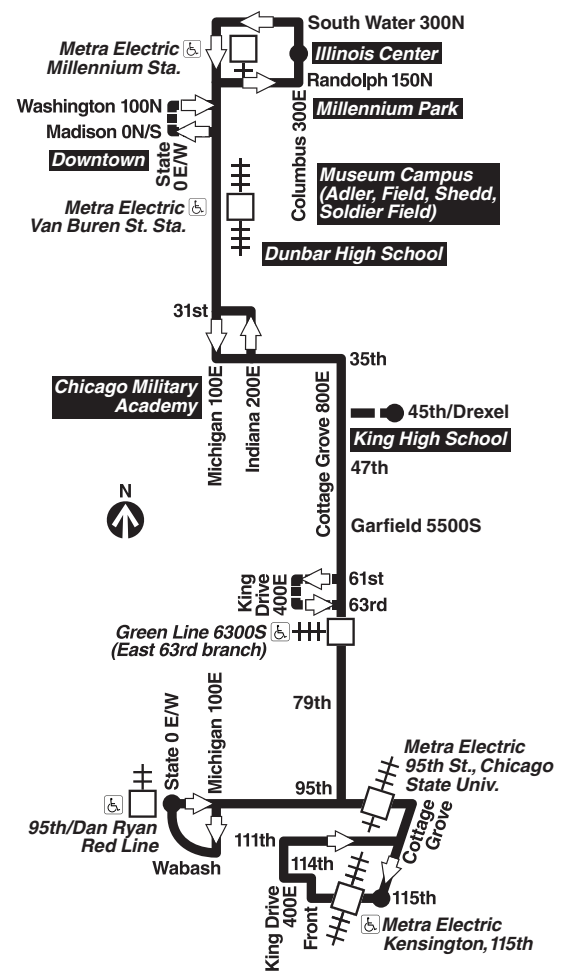 South Water 300N
Metra Electric
Millennium Sta.
Illinois Center
Randolph 150N
Washington 100N
Millennium Park
Madison 0N/S
Downtown
State
0 E/W
Columbus 300E
Museum Campus
(Adler, Field, Shedd,
Soldier Field)
Metra Electric
Van Buren St. Sta.
Dunbar High School
31st
35th
Chicago Military
Academy
Michigan 100E
Indiana 200E
Cottage Grove 800E
45th/Drexel
King High School
47th
N
Garfield 5500S
King
Drive
400E
61st
63rd
Green Line 6300S
(East 63rd branch)
79th
State 0 E/W
Michigan 100E
Metra Electric
95th St., Chicago
State Univ.
95th
95th/Dan Ryan
Red Line
Cottage
Grove
Wabash
111th
114th
King Drive
400E
Front
115th
Metra Electric
Kensington, 115th